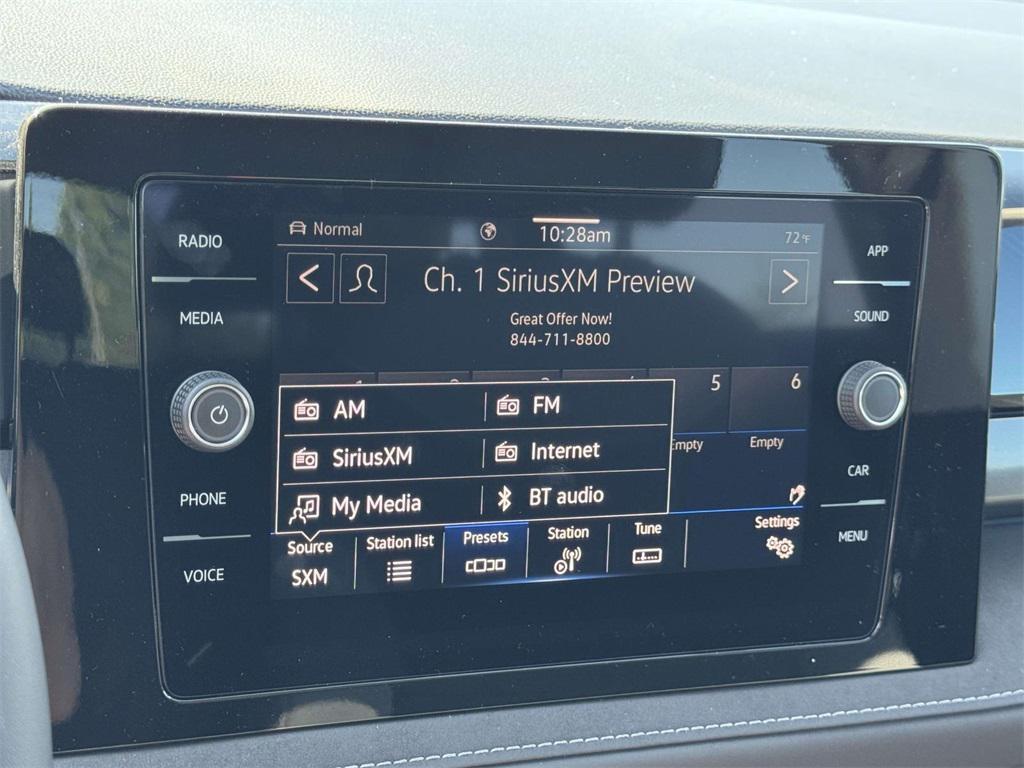 RADIO
MEDIA
PHONE
VOICE
Normal
10:28am
72°F
Ch. 1 SiriusXM Preview
Great Offer Now!
844-711-8800
5
6
Empty
AM
FM
SiriusXM
Internet
My Media
BT audio
Source
SXM
Station list
Presets
Station
Tune
Settings
APP
SOUND
CAR
MENU